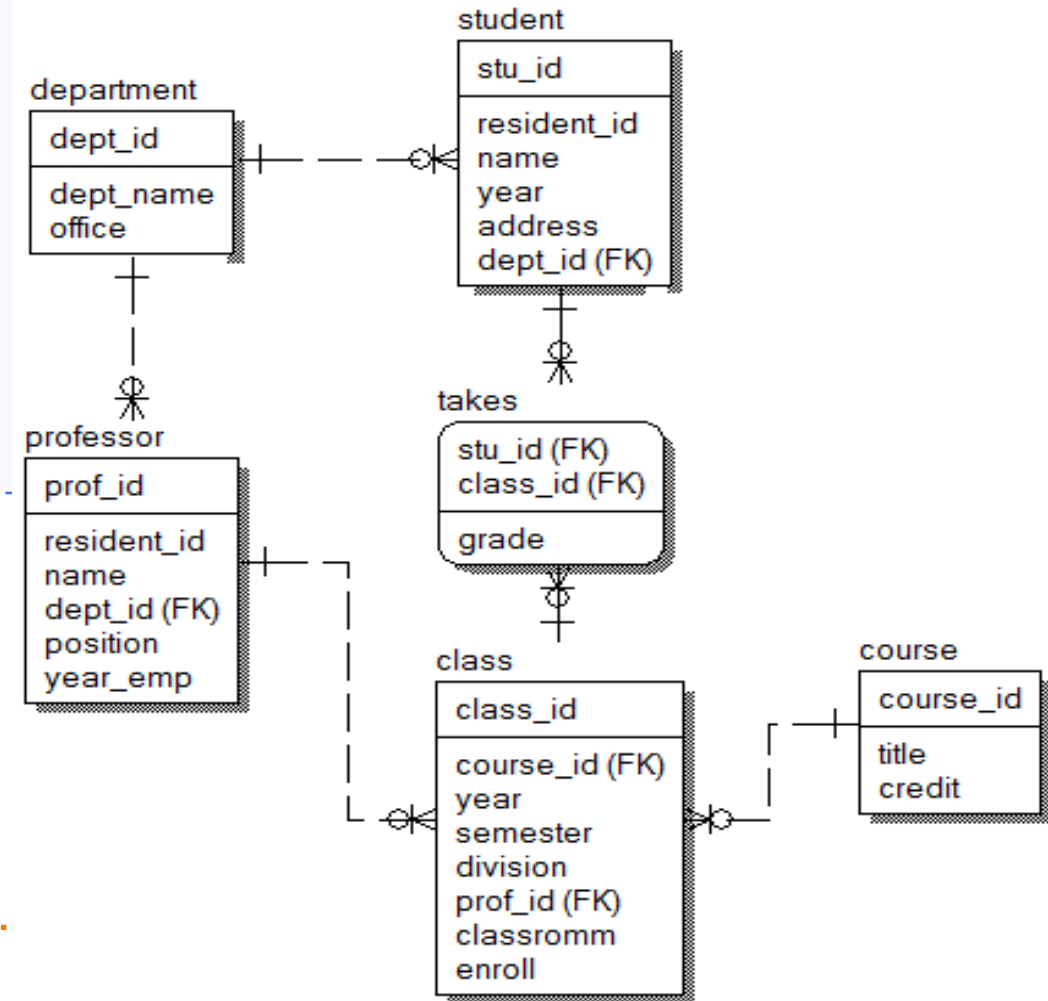 student
stu_id
resident_id
name
year
address
dept_id (FK)
department
dept_id
dept_name
office
takes
stu_id (FK)
class_id (FK)
grade
professor
prof_id
resident_id
name
dept_id (FK)
position
year_emp
class
class_id
course_id (FK)
year
semester
division
prof_id (FK)
classromm
enroll
course
course_id
title
credit